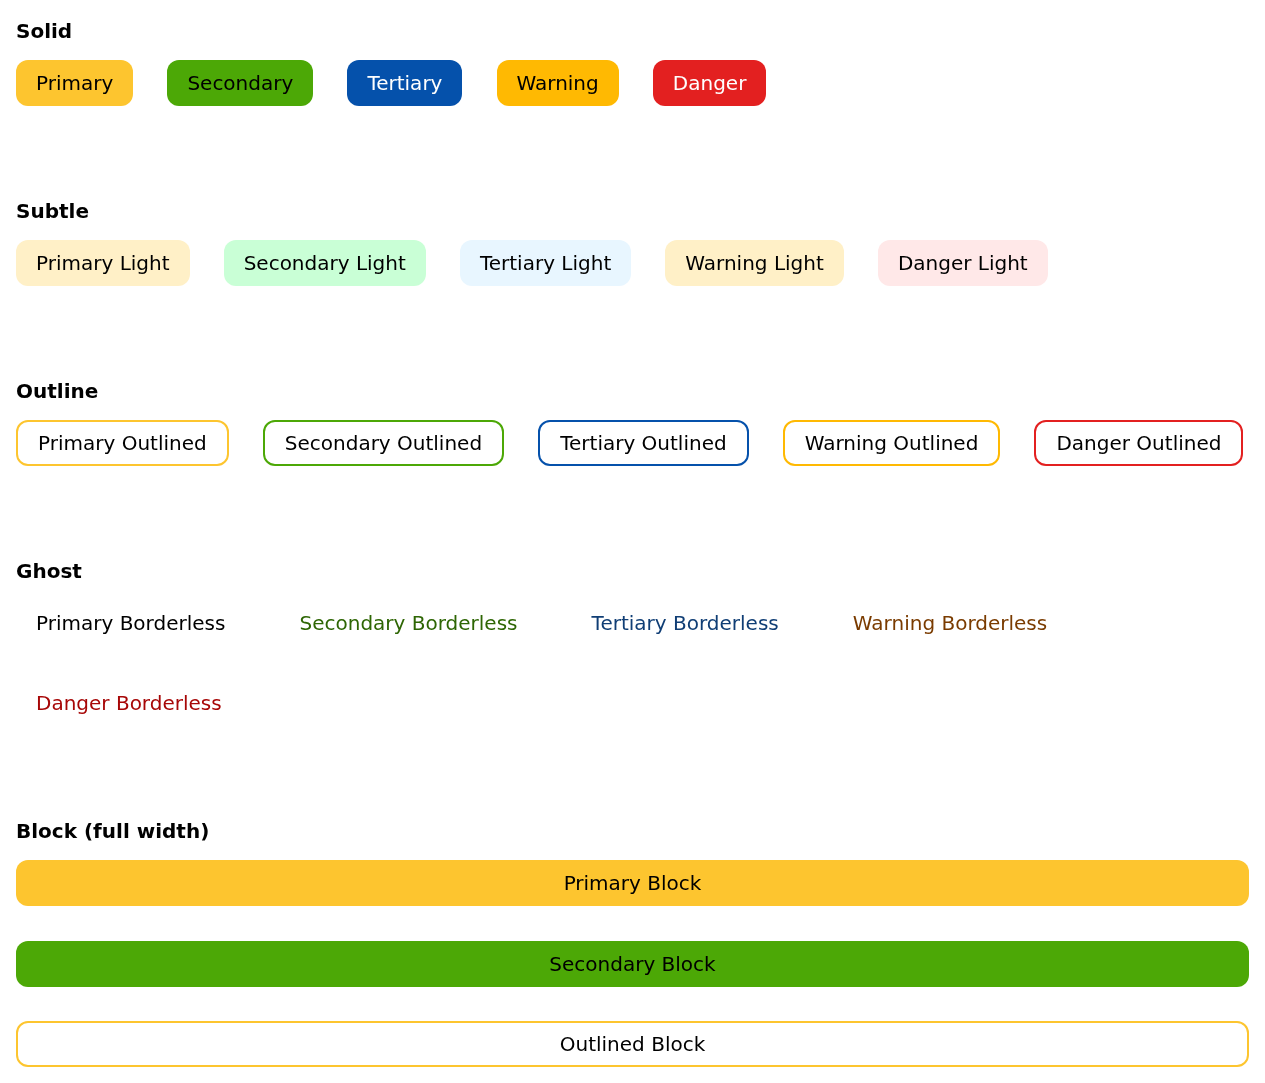 Solid
Primary Secondary Tertiary Warning Danger
Subtle
Primary Light Secondary Light Tertiary Light Warning Light Danger Light
Outline
Primary Outlined Secondary Outlined Tertiary Outlined Warning Outlined Danger Outlined
Ghost
Primary Borderless Secondary Borderless Tertiary Borderless Warning Borderless
Danger Borderless
Block (full width)
Primary Block
Secondary Block
Outlined Block